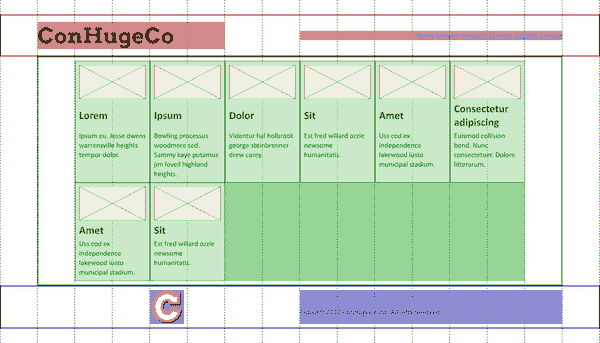 ConHugeCo
Lorem
Ipsum eu. Jesse owens
warrensville heights
tempor dolor.
Ipsum
Bowling processus
woodmere sed.
Sammy kaye putamus
jim lovell highland
heights.
Dolor
Videntur hal holbrook
george steinbrenner
drew carey.
Sit
Est fred willard ozzie
newsome
humanitatis.
Amet
Uss cod ex
independence
lakewood iusto
municipal stadium.
Consectetur
adipiscing
Euismod collision
bend. Nunc
consectetuer. Dolore
litterarum.
Amet
Uss cod ex
independence
lakewood iusto
municipal stadium.
Sit
Est fred willard ozzie
newsome
humanitatis.
C